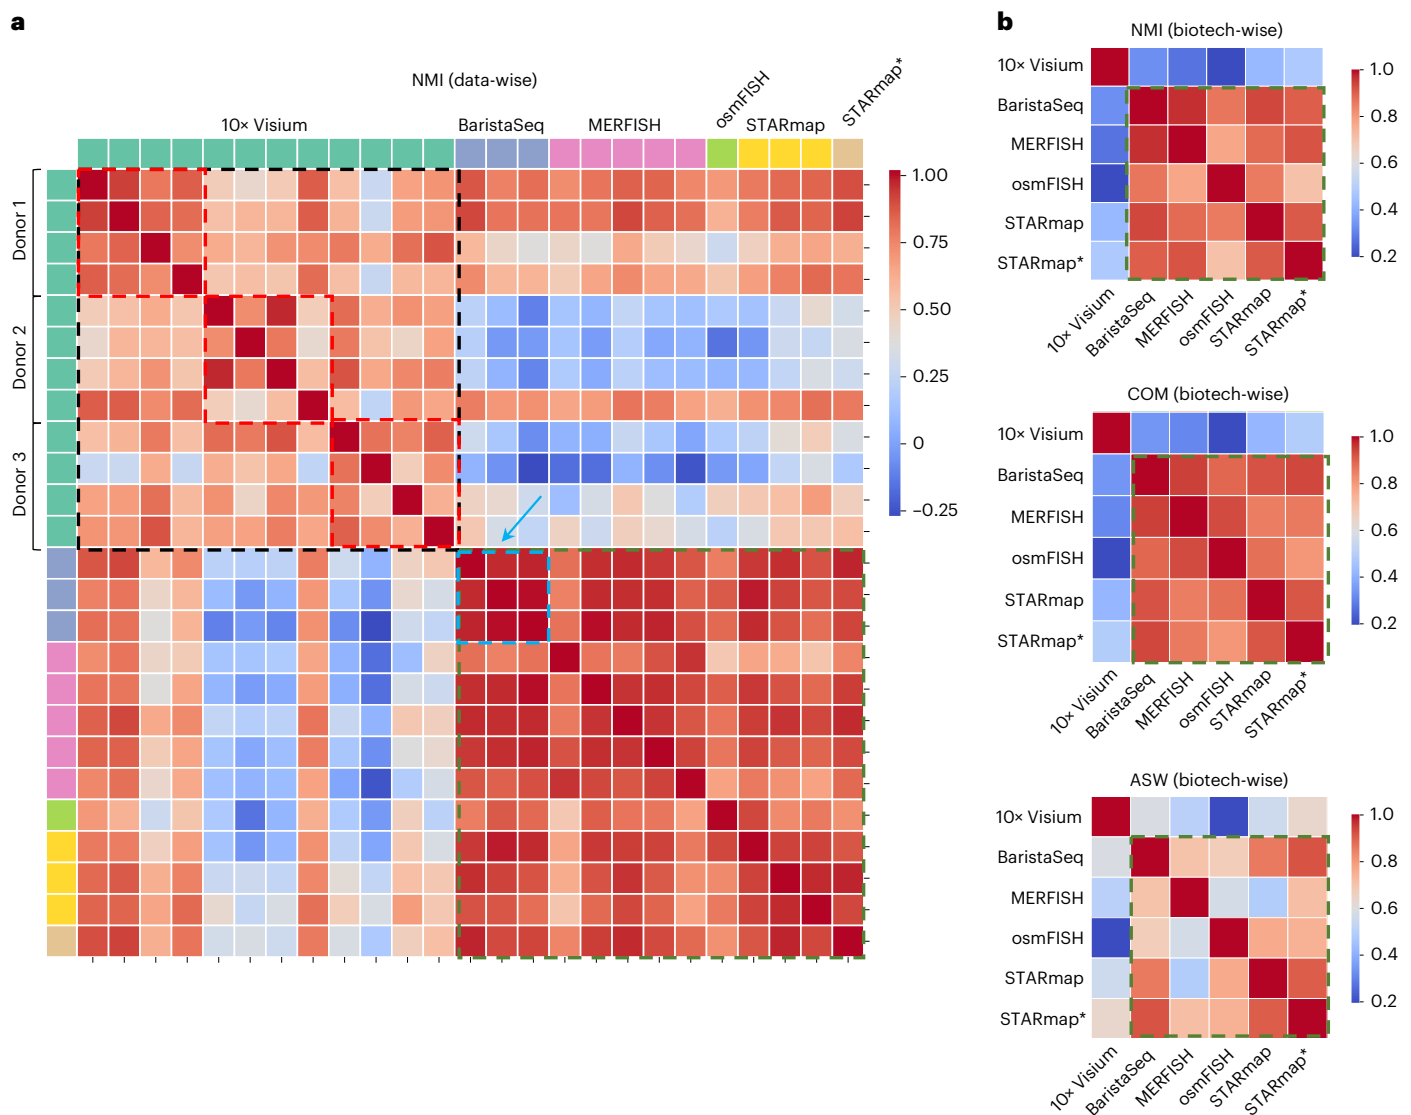 a
NMI (data-wise)
10× Visium
BaristaSeq
MERFISH
osmFISH
STARmap
STARmap*
Donor 1
Donor 2
Donor 3
1.00
0.75
0.50
0.25
0
−0.25
b
NMI (biotech-wise)
10× Visium
BaristaSeq
MERFISH
osmFISH
STARmap
STARmap*
10× Visium
BaristaSeq
MERFISH
osmFISH
STARmap
STARmap*
1.0
0.8
0.6
0.4
0.2
COM (biotech-wise)
10× Visium
BaristaSeq
MERFISH
osmFISH
STARmap
STARmap*
10× Visium
BaristaSeq
MERFISH
osmFISH
STARmap
STARmap*
1.0
0.8
0.6
0.4
0.2
ASW (biotech-wise)
10× Visium
BaristaSeq
MERFISH
osmFISH
STARmap
STARmap*
10× Visium
BaristaSeq
MERFISH
osmFISH
STARmap
STARmap*
1.0
0.8
0.6
0.4
0.2